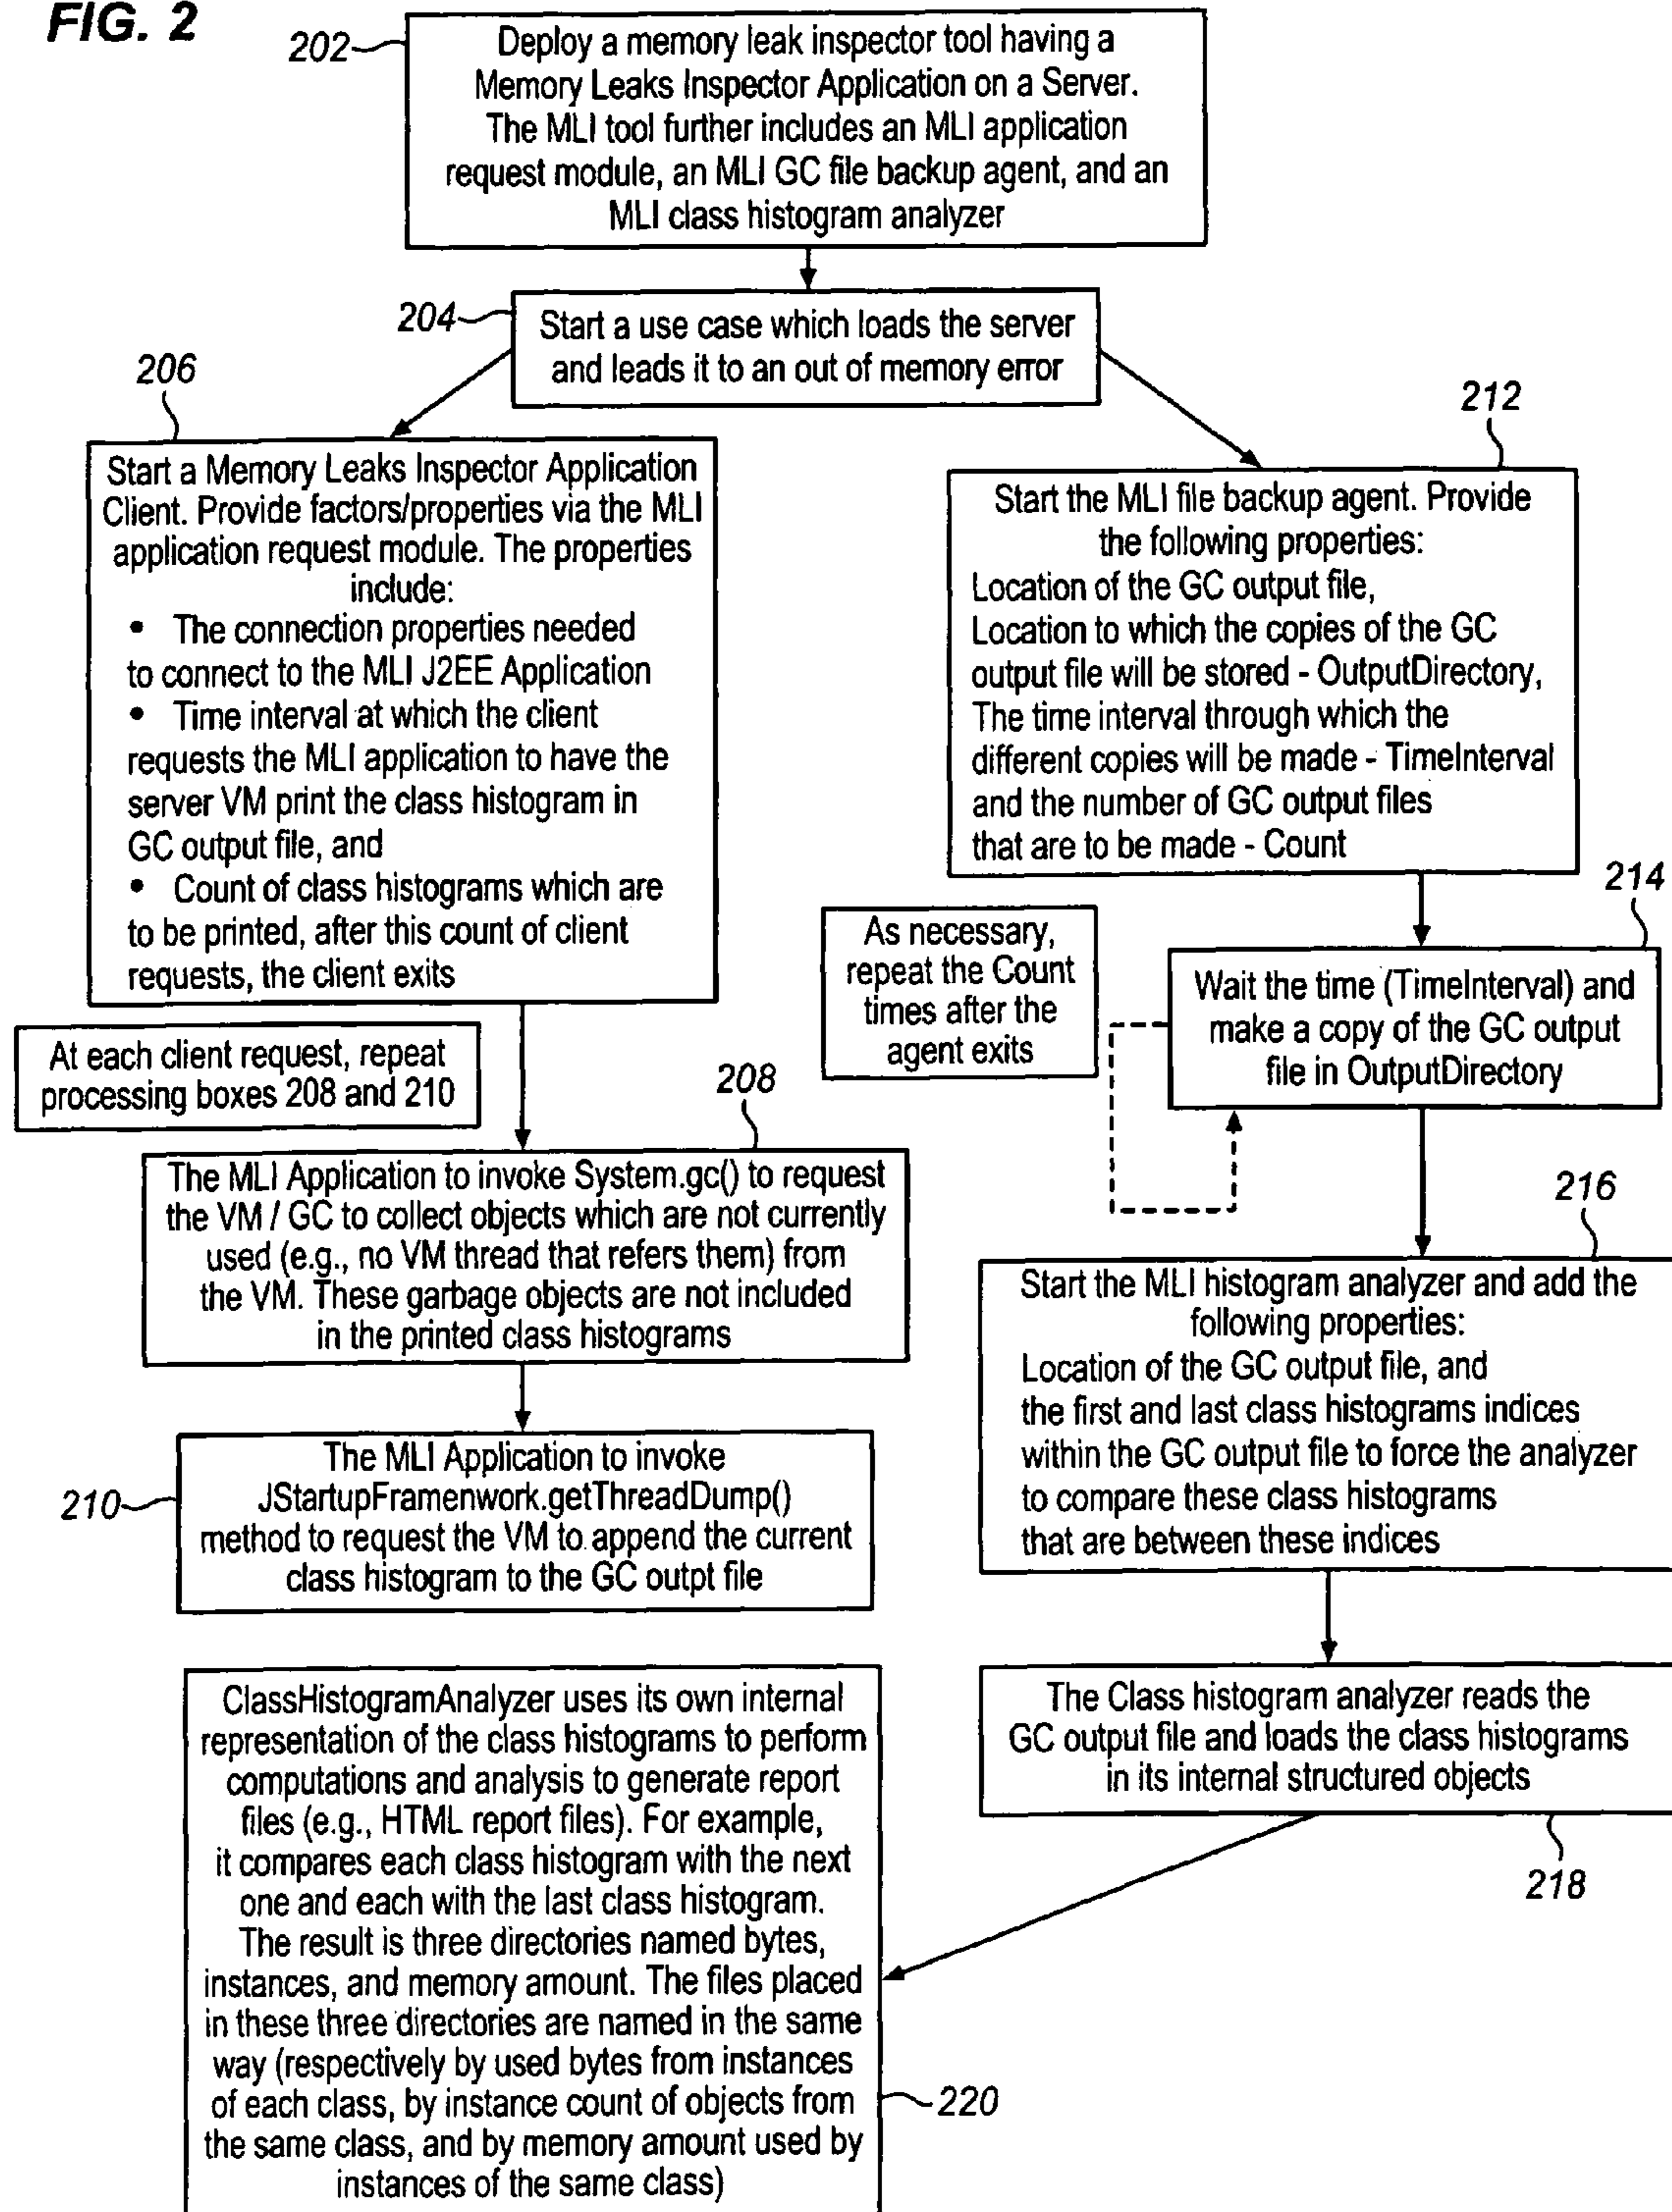 FIG. 2
202
Deploy a memory leak inspector tool having a
Memory Leaks Inspector Application on a Server.
The MLI tool further includes an MLI application
request module, an MLI GC file backup agent, and an
MLI class histogram analyzer
204
Start a use case which loads the server
and leads it to an out of memory error
206
Start a Memory Leaks Inspector Application
Client. Provide factors/properties via the MLI
application request module. The properties
include:
• The connection properties needed
to connect to the MLI J2EE Application
• Time interval at which the client
requests the MLI application to have the
server VM print the class histogram in
GC output file, and
• Count of class histograms which are
to be printed, after this count of client
requests, the client exits
At each client request, repeat
processing boxes 208 and 210
208
The MLI Application to invoke System.gc() to request
the VM / GC to collect objects which are not currently
used (e.g., no VM thread that refers them) from
the VM. These garbage objects are not included
in the printed class histograms
210
The MLI Application to invoke
JStartupFramenwork.getThreadDump()
method to request the VM to append the current
class histogram to the GC outpt file
212
Start the MLI file backup agent. Provide
the following properties:
Location of the GC output file,
Location to which the copies of the GC
output file will be stored - OutputDirectory,
The time interval through which the
different copies will be made - TimeInterval
and the number of GC output files
that are to be made - Count
As necessary,
repeat the Count
times after the
agent exits
214
Wait the time (TimeInterval) and
make a copy of the GC output
file in OutputDirectory
216
Start the MLI histogram analyzer and add the
following properties:
Location of the GC output file, and
the first and last class histograms indices
within the GC output file to force the analyzer
to compare these class histograms
that are between these indices
The Class histogram analyzer reads the
GC output file and loads the class histograms
in its internal structured objects
218
ClassHistogramAnalyzer uses its own internal
representation of the class histograms to perform
computations and analysis to generate report
files (e.g., HTML report files). For example,
it compares each class histogram with the next
one and each with the last class histogram.
The result is three directories named bytes,
instances, and memory amount. The files placed
in these three directories are named in the same
way (respectively by used bytes from instances
of each class, by instance count of objects from
the same class, and by memory amount used by
instances of the same class)
220